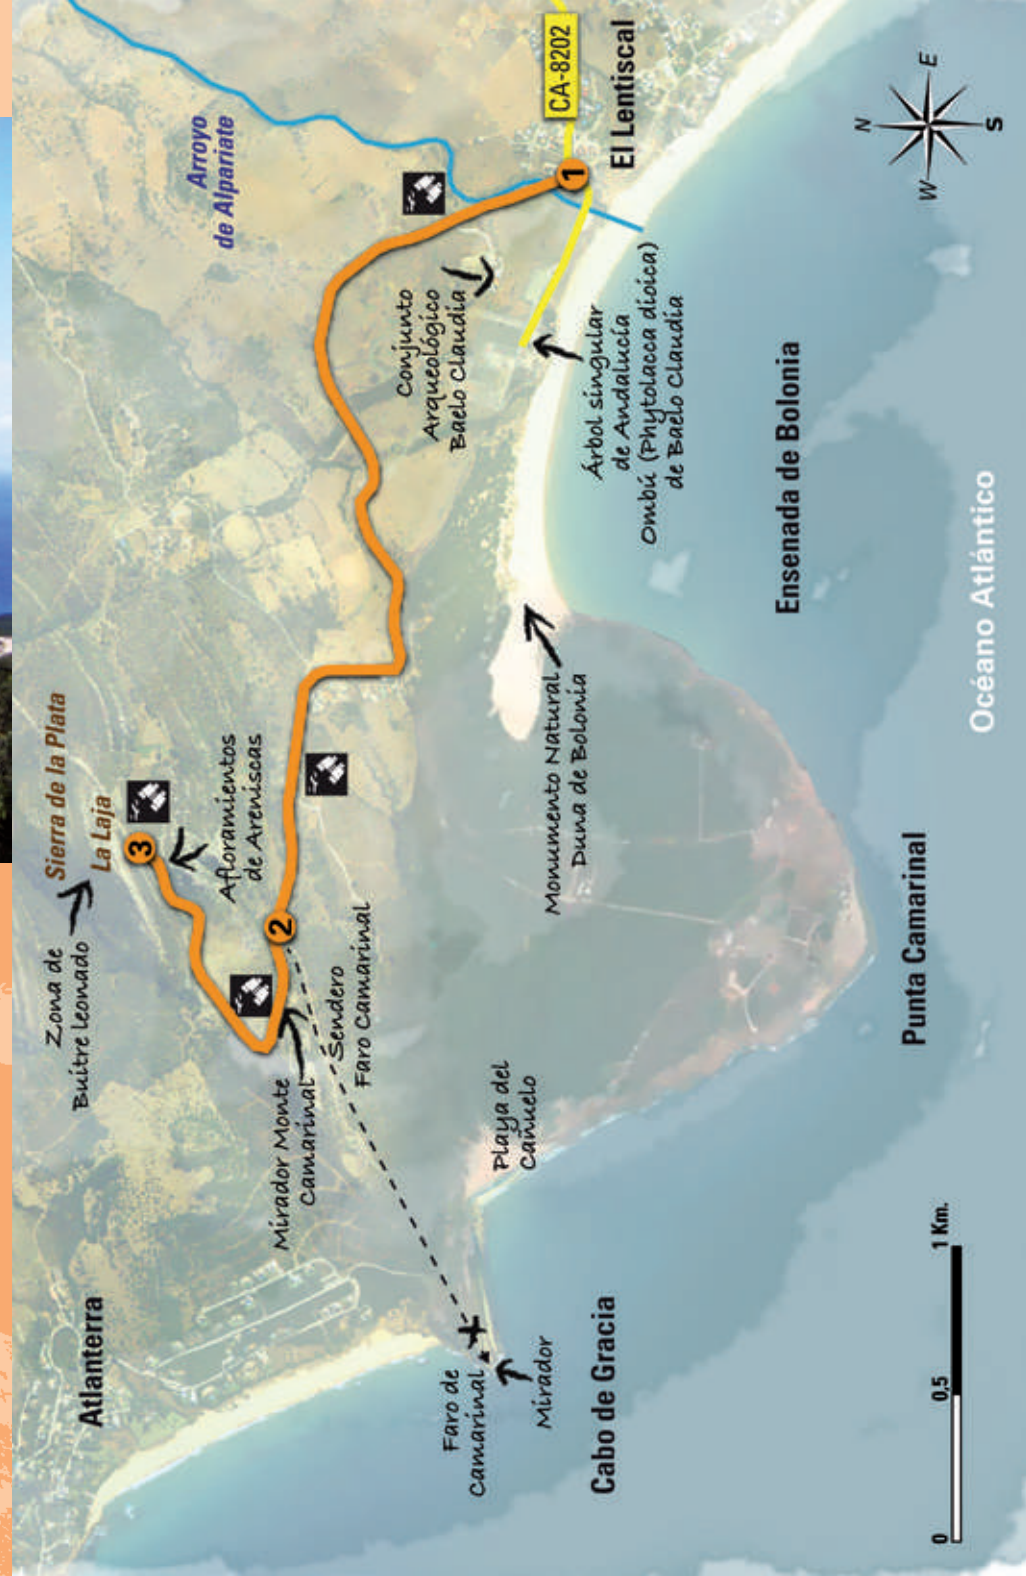 Atlanterra
Zona de
Buitre leonado
Sierra de la Plata
La Laja
3
Afloramientos
de Areniscas
2
Mirador Monte
Camarinal
Sendero
Faro Camarinal
Arroyo
de Alpariate
Conjunto
Arqueológico
Baelo Claudia
CA-8202
1
El Lentiscal
Árbol singular
de Andalucía
Ombú (Phytolacca dioica)
de Baelo Claudia
Faro de
Camarinal
Mirador
Playa del
Cañuelo
Monumento Natural
Duna de Bolonia
Cabo de Gracia
Ensenada de Bolonia
Punta Camarinal
Océano Atlántico
N
W
E
S
0
0,5
1 Km.